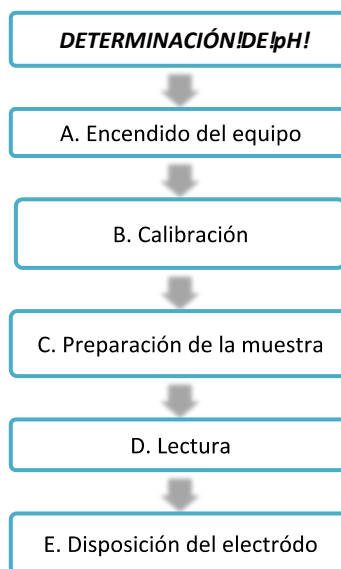 DETERMINACIÓN!DE!pH!
A. Encendido del equipo
B. Calibración
C. Preparación de la muestra
D. Lectura
E. Disposición del electródo